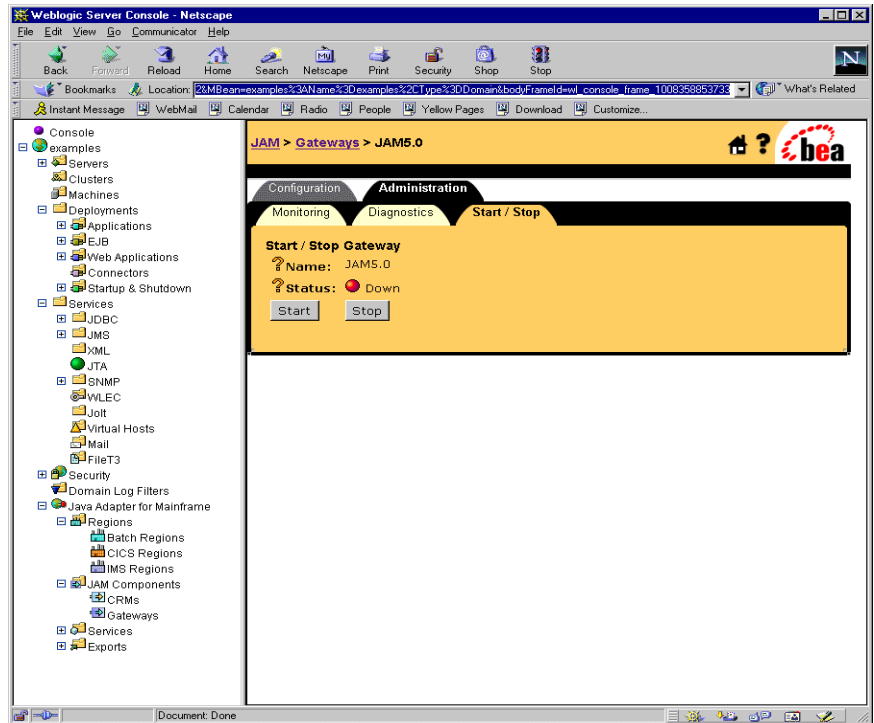 Weblogic Server Console - Netscape
File Edit View Go Communicator Help
My
Back Forward Reload Home Search Netscape Print Security Shop Stop
N
Bookmarks Location: 2&MBean=examples%3AName%3Dexamples%2CType%3DDomain&bodyFrameId=wl_console_frame_1008358853733 What's Related
Instant Message WebMail Calendar Radio People Yellow Pages Download Customize...
Console
examples
Servers
Clusters
Machines
Deployments
Applications
EJB
Web Applications
Connectors
Startup & Shutdown
Services
JDBC
JMS
XML
JTA
SNMP
WLEC
Jolt
Virtual Hosts
Mail
FileT3
Security
Domain Log Filters
Java Adapter for Mainframe
Regions
Batch Regions
CICS Regions
IMS Regions
JAM Components
CRMs
Gateways
Services
Exports
JAM > Gateways > JAM5.0
? bea
Configuration Administration
Monitoring Diagnostics Start / Stop
Start / Stop Gateway
? Name: JAM5.0
? Status: Down
Start Stop
Document: Done